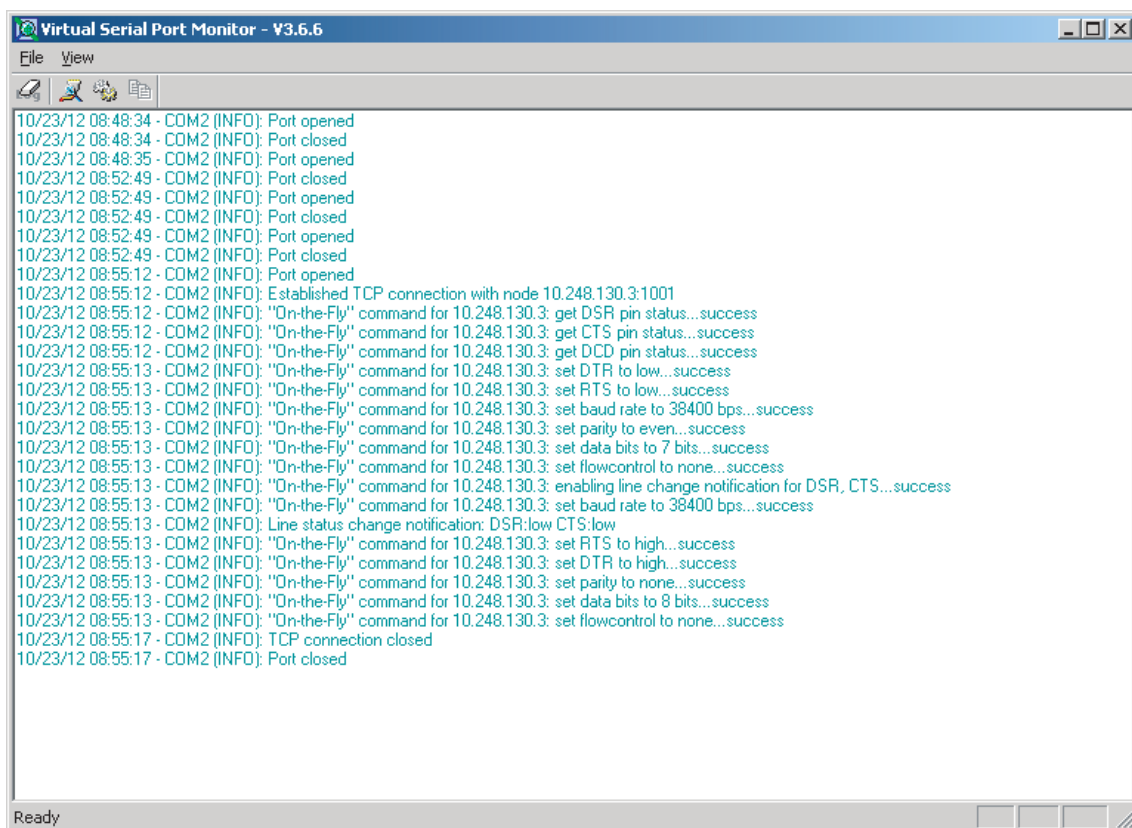 Virtual Serial Port Monitor - V3.6.6
File View
10/23/12 08:48:34 - COM2 (INFO): Port opened
10/23/12 08:48:34 - COM2 (INFO): Port closed
10/23/12 08:48:35 - COM2 (INFO): Port opened
10/23/12 08:52:49 - COM2 (INFO): Port closed
10/23/12 08:52:49 - COM2 (INFO): Port opened
10/23/12 08:52:49 - COM2 (INFO): Port closed
10/23/12 08:52:49 - COM2 (INFO): Port opened
10/23/12 08:52:49 - COM2 (INFO): Port closed
10/23/12 08:55:12 - COM2 (INFO): Port opened
10/23/12 08:55:12 - COM2 (INFO): Established TCP connection with node 10.248.130.3:1001
10/23/12 08:55:12 - COM2 (INFO): "On-the-Fly" command for 10.248.130.3: get DSR pin status...success
10/23/12 08:55:12 - COM2 (INFO): "On-the-Fly" command for 10.248.130.3: get CTS pin status...success
10/23/12 08:55:12 - COM2 (INFO): "On-the-Fly" command for 10.248.130.3: get DCD pin status...success
10/23/12 08:55:13 - COM2 (INFO): "On-the-Fly" command for 10.248.130.3: set DTR to low...success
10/23/12 08:55:13 - COM2 (INFO): "On-the-Fly" command for 10.248.130.3: set RTS to low...success
10/23/12 08:55:13 - COM2 (INFO): "On-the-Fly" command for 10.248.130.3: set baud rate to 38400 bps...success
10/23/12 08:55:13 - COM2 (INFO): "On-the-Fly" command for 10.248.130.3: set parity to even...success
10/23/12 08:55:13 - COM2 (INFO): "On-the-Fly" command for 10.248.130.3: set data bits to 7 bits...success
10/23/12 08:55:13 - COM2 (INFO): "On-the-Fly" command for 10.248.130.3: set flowcontrol to none...success
10/23/12 08:55:13 - COM2 (INFO): "On-the-Fly" command for 10.248.130.3: enabling line change notification for DSR, CTS...success
10/23/12 08:55:13 - COM2 (INFO): "On-the-Fly" command for 10.248.130.3: set baud rate to 38400 bps...success
10/23/12 08:55:13 - COM2 (INFO): Line status change notification: DSR:low CTS:low
10/23/12 08:55:13 - COM2 (INFO): "On-the-Fly" command for 10.248.130.3: set RTS to high...success
10/23/12 08:55:13 - COM2 (INFO): "On-the-Fly" command for 10.248.130.3: set DTR to high...success
10/23/12 08:55:13 - COM2 (INFO): "On-the-Fly" command for 10.248.130.3: set parity to none...success
10/23/12 08:55:13 - COM2 (INFO): "On-the-Fly" command for 10.248.130.3: set data bits to 8 bits...success
10/23/12 08:55:13 - COM2 (INFO): "On-the-Fly" command for 10.248.130.3: set flowcontrol to none...success
10/23/12 08:55:17 - COM2 (INFO): TCP connection closed
10/23/12 08:55:17 - COM2 (INFO): Port closed
Ready